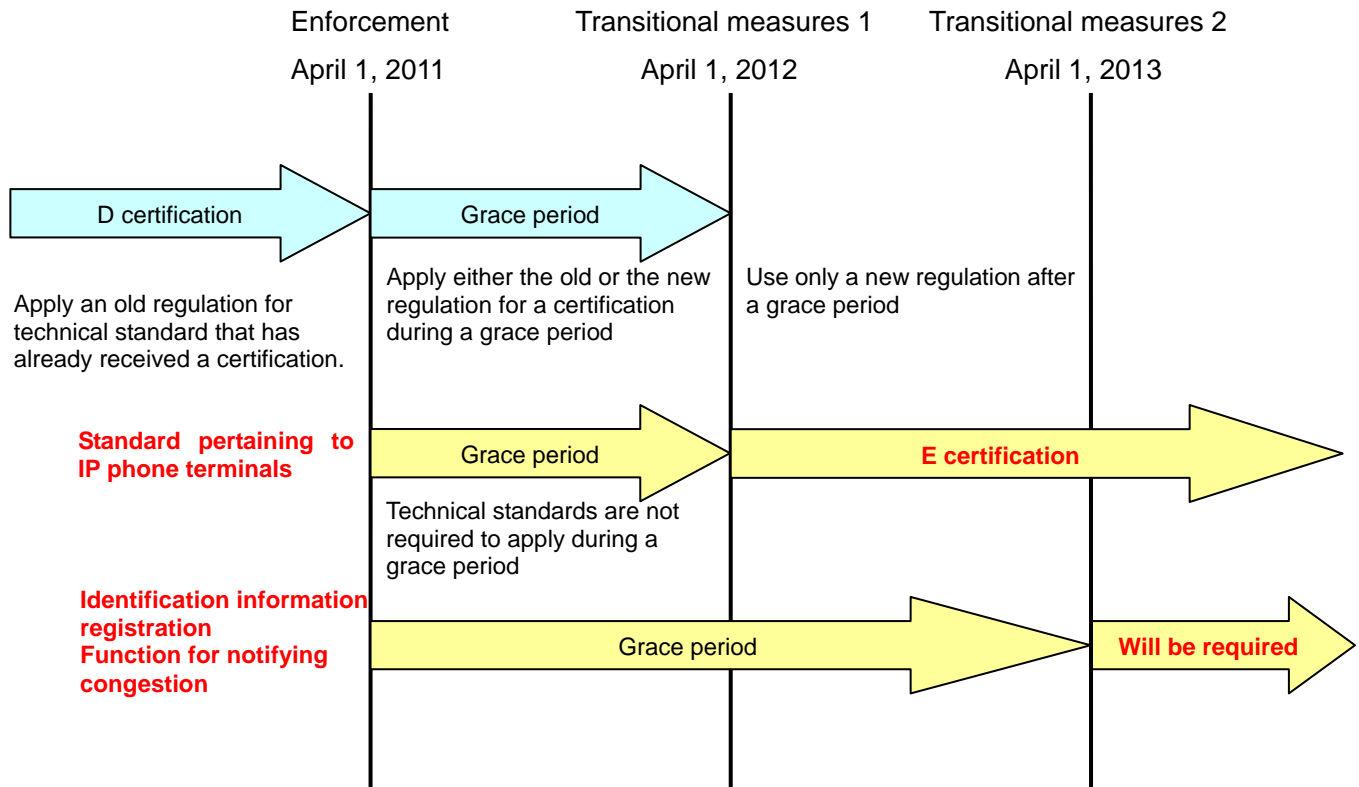 Enforcement
Transitional measures 1
Transitional measures 2
April 1, 2011
April 1, 2012
April 1, 2013
D certification
Grace period
Apply an old regulation for
technical standard that has
already received a certification.
Apply either the old or the new
regulation for a certification
during a grace period
Use only a new regulation after
a grace period
Standard pertaining to
IP phone terminals
Grace period
E certification
Technical standards are not
required to apply during a
grace period
Identification information
registration
Function for notifying
congestion
Grace period
Will be required